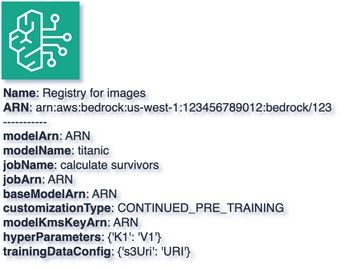 Name: Registry for images
ARN: arn:aws:bedrock:us-west-1:123456789012:bedrock/123
-----------
modelArn: ARN
modelName: titanic
jobName: calculate survivors
jobArn: ARN
baseModelArn: ARN
customizationType: CONTINUED_PRE_TRAINING
modelKmsKeyArn: ARN
hyperParameters: {'K1': 'V1'}
trainingDataConfig: {'s3Uri': 'URI'}